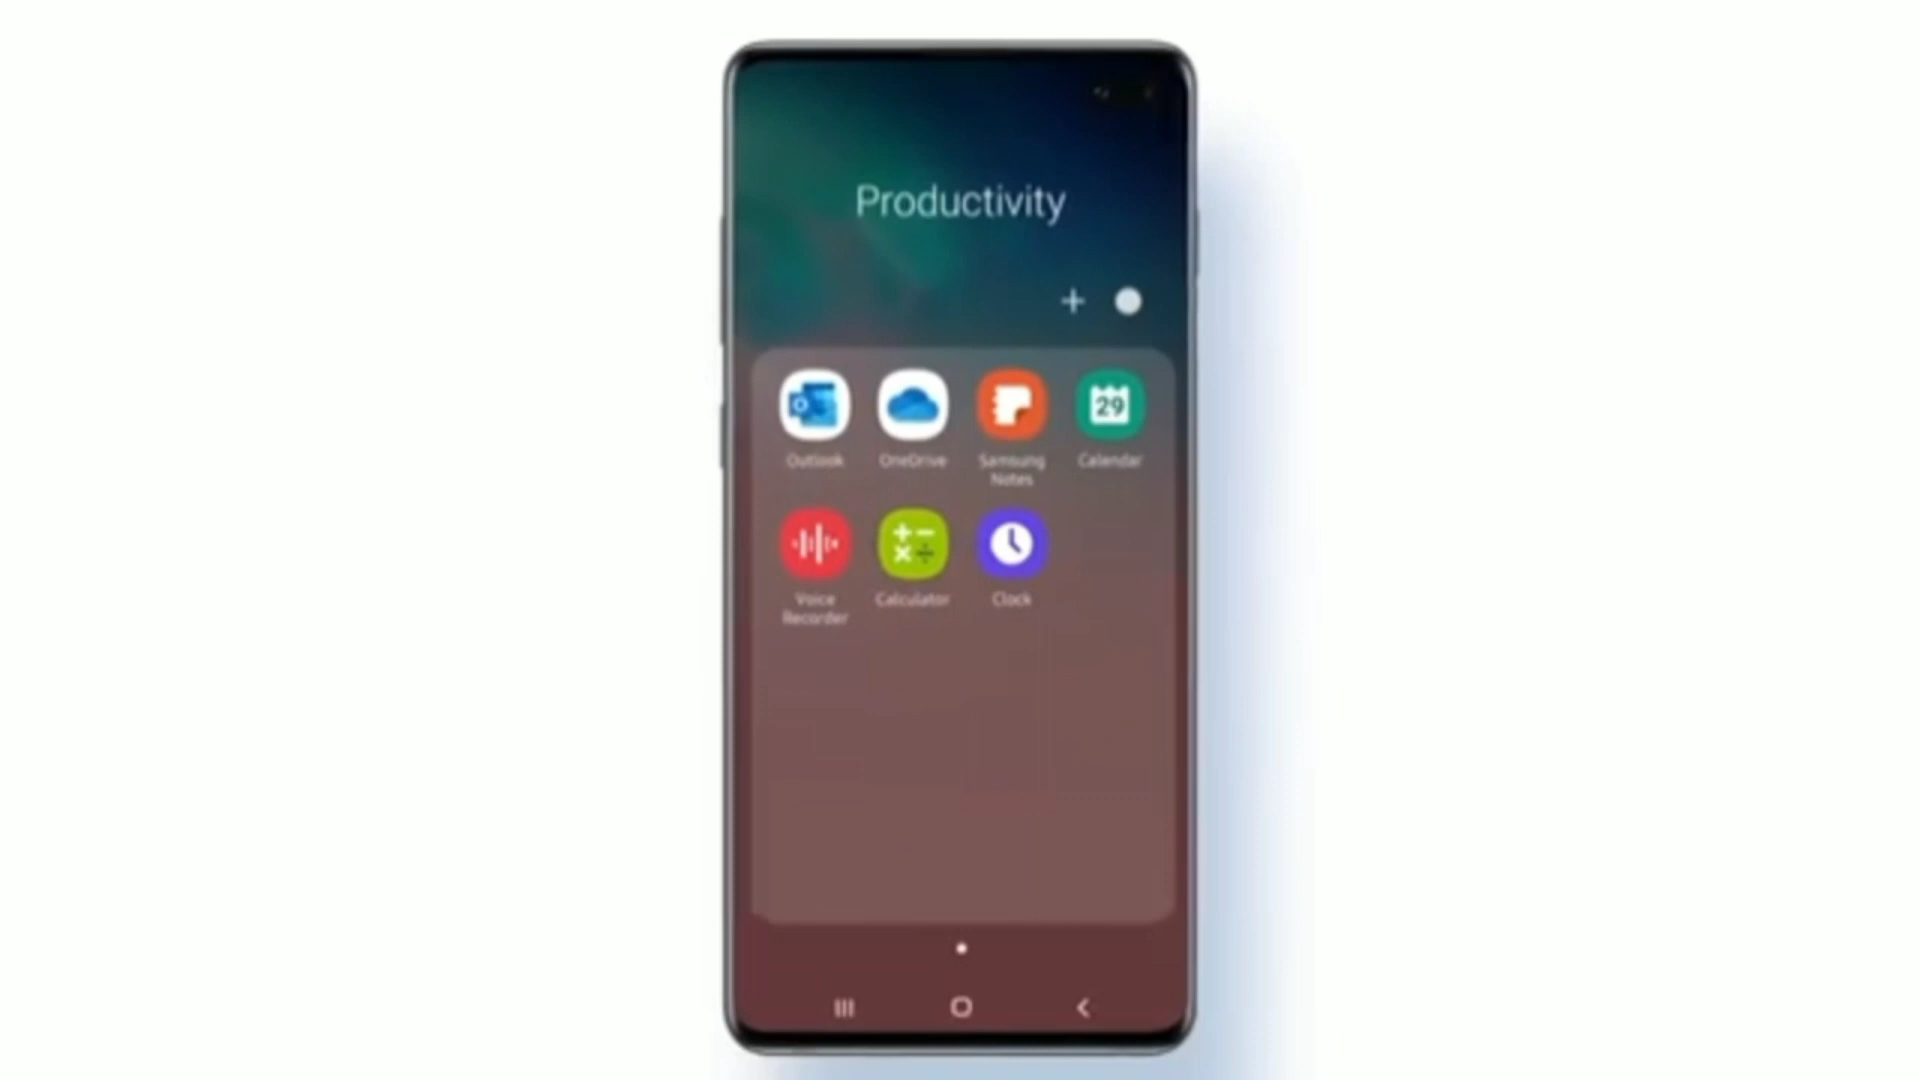 Productivity
Outlook
OneDrive
Samsung
Notes
Calendar
29
Voice
Recorder
Calculator
Clock